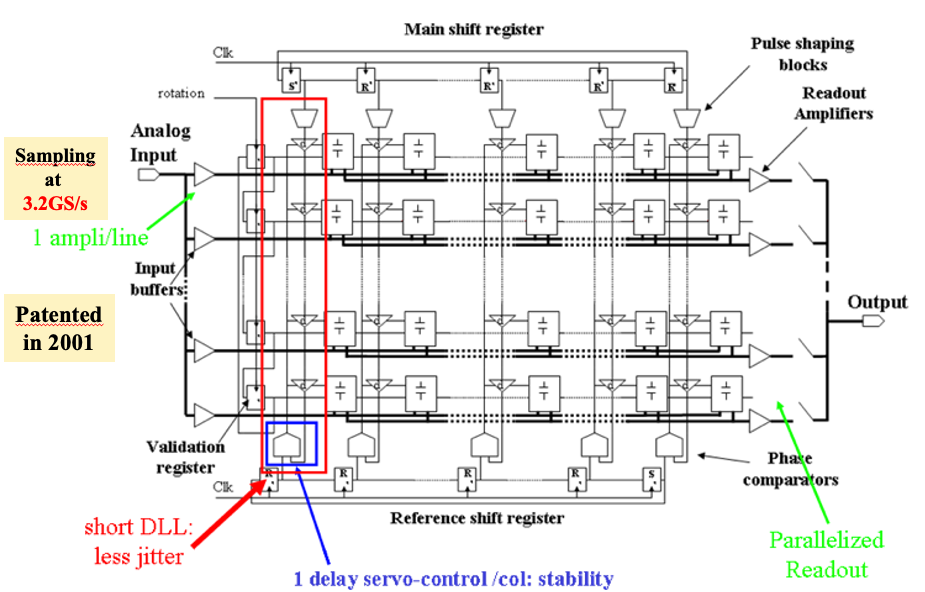 Main shift register
Clk
S'
R'
R'
R'
R'
Pulse shaping
blocks
rotation
Readout
Amplifiers
Analog
Input
Sampling
at
3.2GS/s
1 ampli/line
Input
buffers
Patented
in 2001
Output
Validation
register
Phase
comparators
R
R
R
R
S
Clk
Reference shift register
short DLL:
less jitter
1 delay servo-control /col: stability
Parallelized
Readout